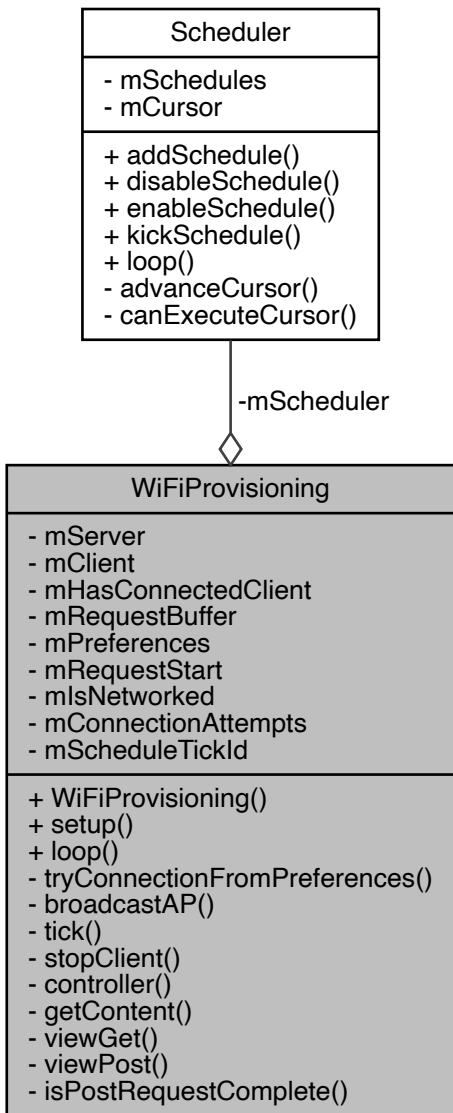 Scheduler
- mSchedules
- mCursor
+ addSchedule()
+ disableSchedule()
+ enableSchedule()
+ kickSchedule()
+ loop()
- advanceCursor()
- canExecuteCursor()
-mScheduler
WiFiProvisioning
- mServer
- mClient
- mHasConnectedClient
- mRequestBuffer
- mPreferences
- mRequestStart
- mIsNetworked
- mConnectionAttempts
- mScheduleTickId
+ WiFiProvisioning()
+ setup()
+ loop()
- tryConnectionFromPreferences()
- broadcastAP()
- tick()
- stopClient()
- controller()
- getContent()
- viewGet()
- viewPost()
- isPostRequestComplete()